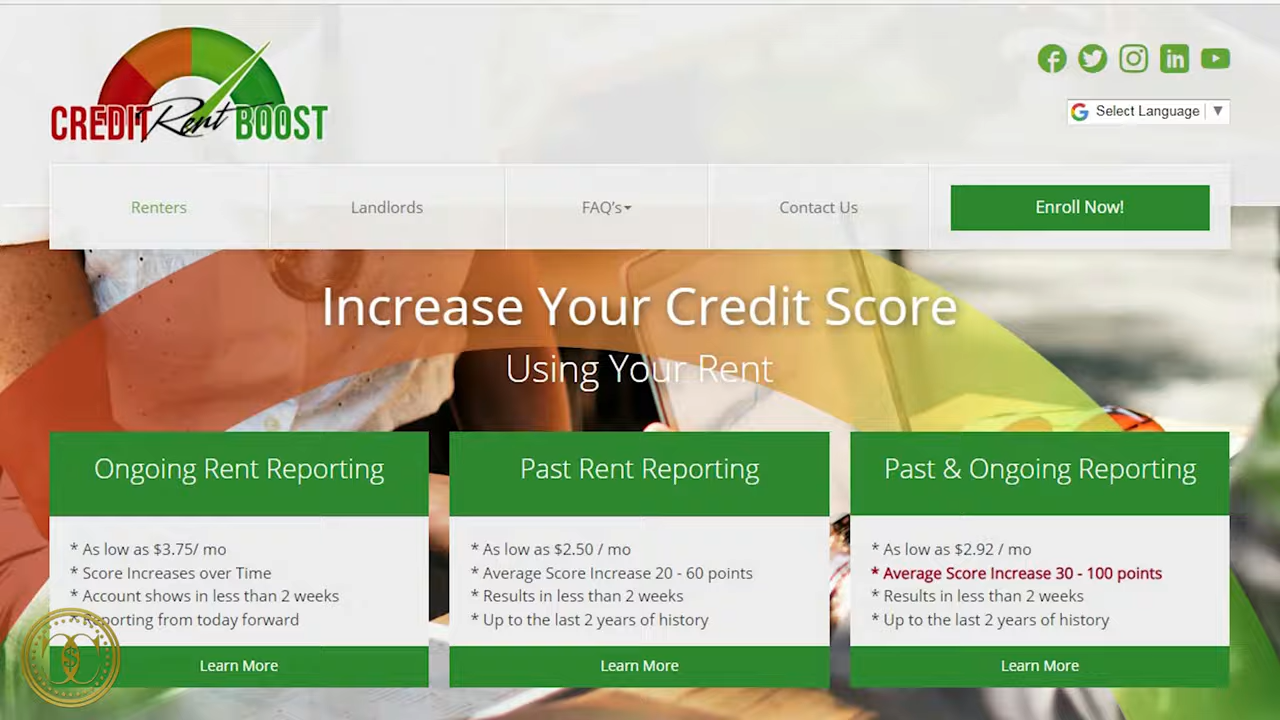 CREDIT Rent BOOST
Select Language ▼
Renters
Landlords
FAQ's
Contact Us
Enroll Now!
Increase Your Credit Score
Using Your Rent
Ongoing Rent Reporting
* As low as $3.75/ mo
* Score Increases over Time
* Account shows in less than 2 weeks
* Reporting from today forward
Learn More
Past Rent Reporting
* As low as $2.50 / mo
* Average Score Increase 20 - 60 points
* Results in less than 2 weeks
* Up to the last 2 years of history
Learn More
Past & Ongoing Reporting
* As low as $2.92 / mo
* Average Score Increase 30 - 100 points
* Results in less than 2 weeks
* Up to the last 2 years of history
Learn More